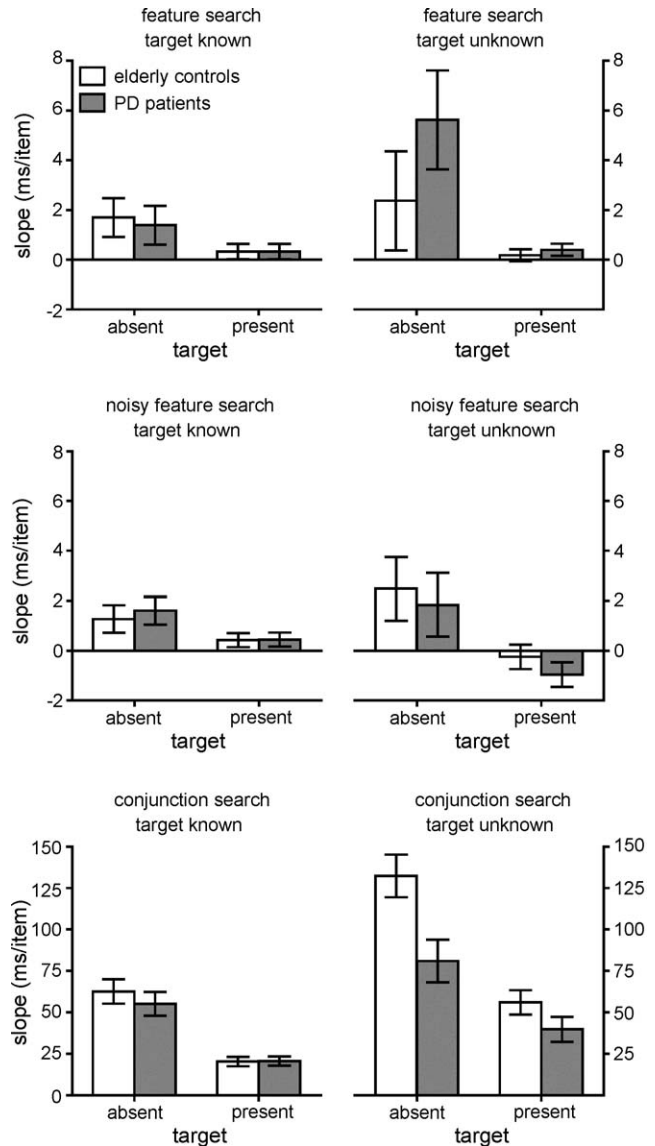 feature search
target known
feature search
target unknown
elderly controls
PD patients
slope (ms/item)
8
6
4
2
0
-2
8
6
4
2
0
absent present
target
absent present
target
noisy feature search
target known
noisy feature search
target unknown
slope (ms/item)
8
6
4
2
0
-2
8
6
4
2
0
absent present
target
absent present
target
conjunction search
target known
conjunction search
target unknown
slope (ms/item)
150
125
100
75
50
25
0
150
125
100
75
50
25
absent present
target
absent present
target